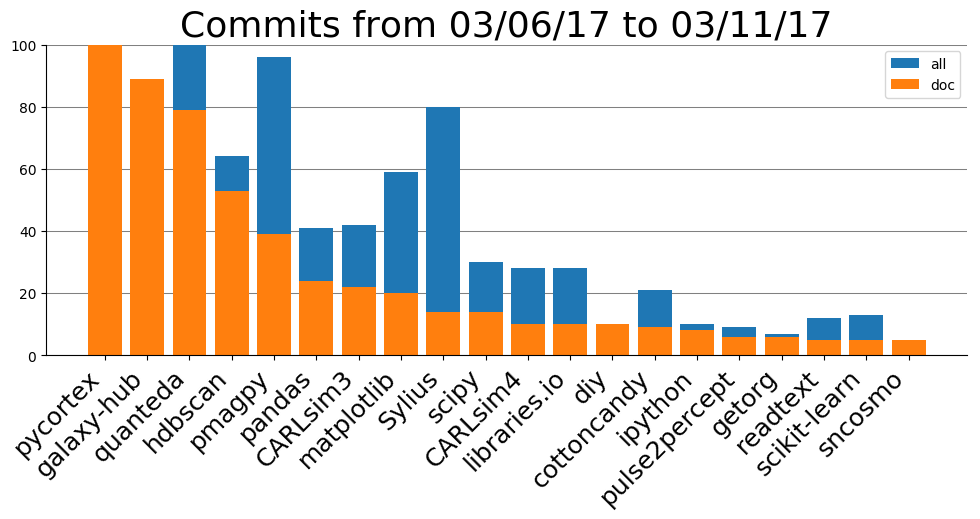 Commits from 03/06/17 to 03/11/17
all
doc
100
80
60
40
20
0
pycortex
galaxy-hub
quanteda
hdbscan
pmagpy
pandas
CARLsim3
matplotlib
Sylius
scipy
CARLsim4
libraries.io
diy
cottoncandy
ipython
pulse2percept
getorg
readtext
scikit-learn
sncosmo